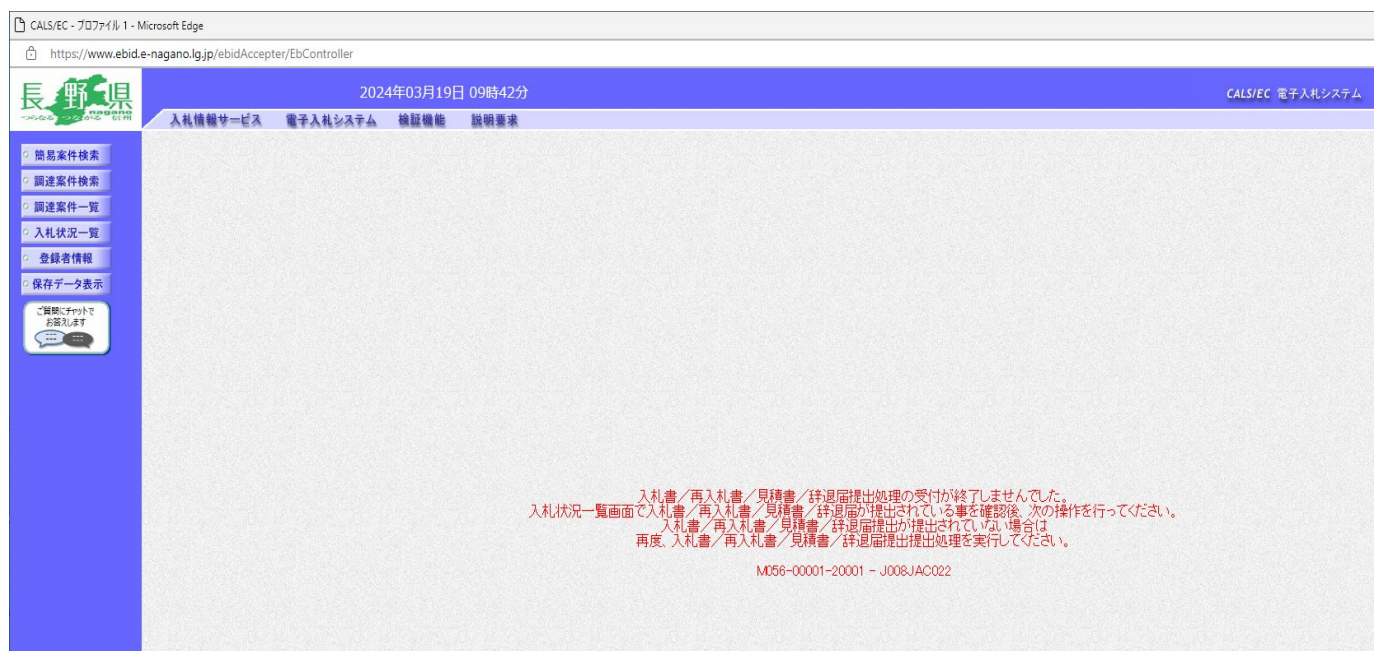 CALS/EC - プロファイル 1 - Microsoft Edge
https://www.ebid.e-nagano.lg.jp/ebidAccepter/EbController
長野県
nagano
つらなる つながる 信州
2024年03月19日 09時42分
CALS/EC 電子入札システム
入札情報サービス 電子入札システム 検証機能 説明要求
簡易案件検索
調達案件検索
調達案件一覧
入札状況一覧
登録者情報
保存データ表示
ご質問にチャットで
お答えします
入札書／再入札書／見積書／辞退届提出処理の受付が終了しませんでした。
入札状況一覧画面で入札書／再入札書／見積書／辞退届が提出されている事を確認後、次の操作を行ってください。
入札書／再入札書／見積書／辞退届提出が提出されていない場合は
再度、入札書／再入札書／見積書／辞退届提出提出処理を実行してください。
M056-00001-20001 - J008JAC022